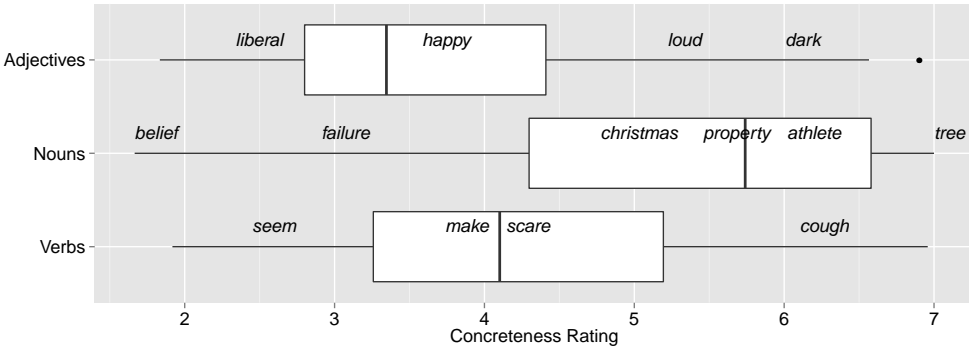 liberal happy loud dark
Adjectives
belief failure christmas property athlete tree
Nouns
seem make scare cough
Verbs
2 3 4 5 6 7
Concreteness Rating